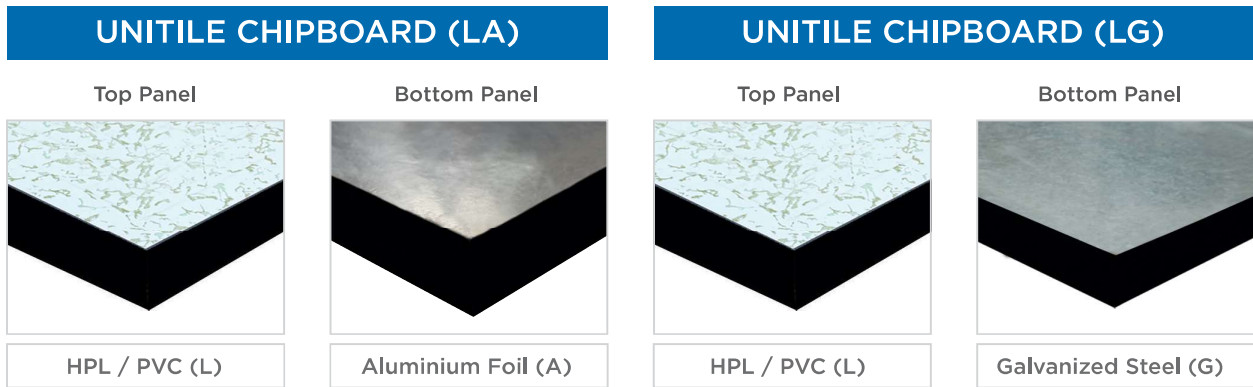 UNITILE CHIPBOARD (LA)
UNITILE CHIPBOARD (LG)
Top Panel
Bottom Panel
Top Panel
Bottom Panel
HPL / PVC (L)
Aluminium Foil (A)
HPL / PVC (L)
Galvanized Steel (G)